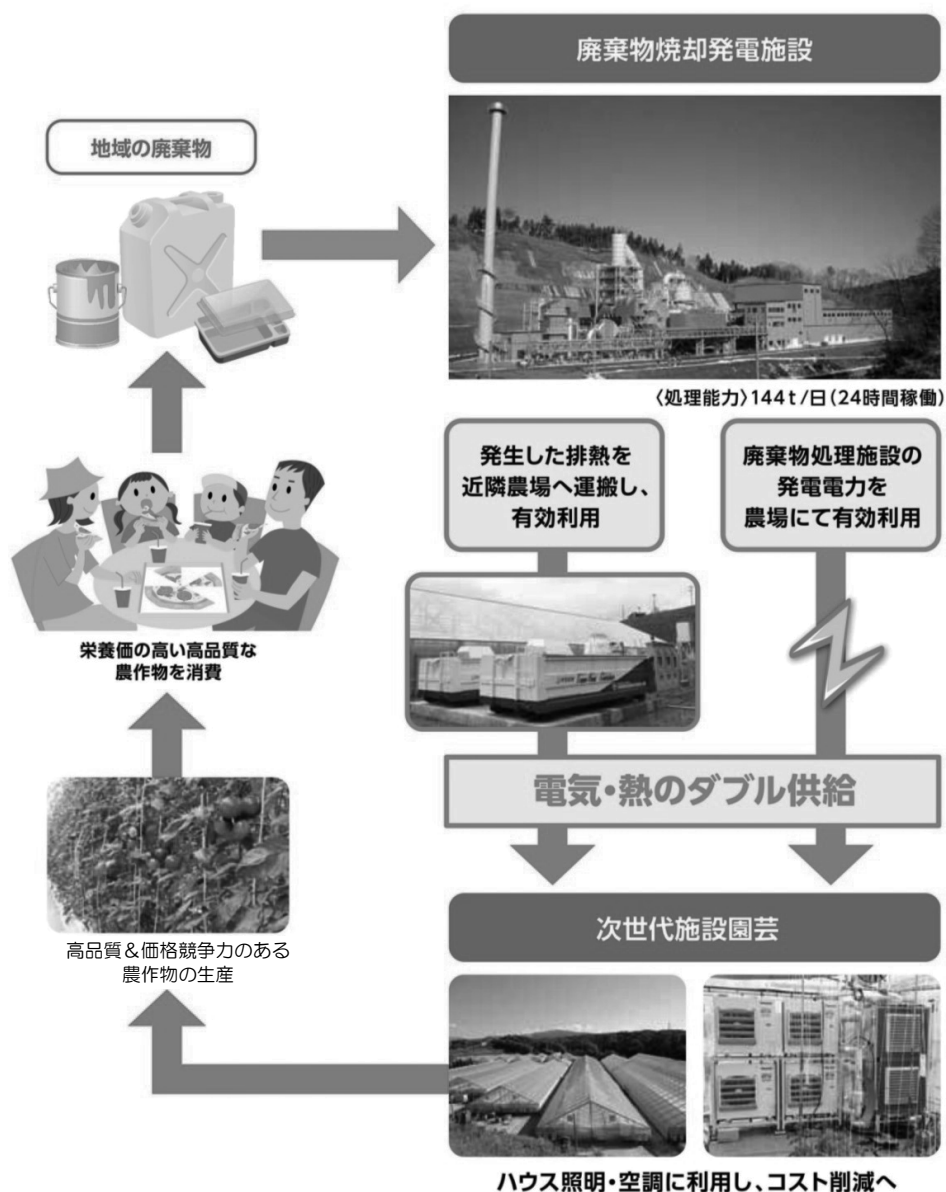 廃棄物焼却発電施設
地域の廃棄物
〈処理能力〉144t/日(24時間稼働)
発生した排熱を
近隣農場へ運搬し、
有効利用
廃棄物処理施設の
発電電力を
農場にて有効利用
栄養価の高い高品質な
農作物を消費
電気・熱のダブル供給
高品質&価格競争力のある
農作物の生産
次世代施設園芸
ハウス照明・空調に利用し、コスト削減へ